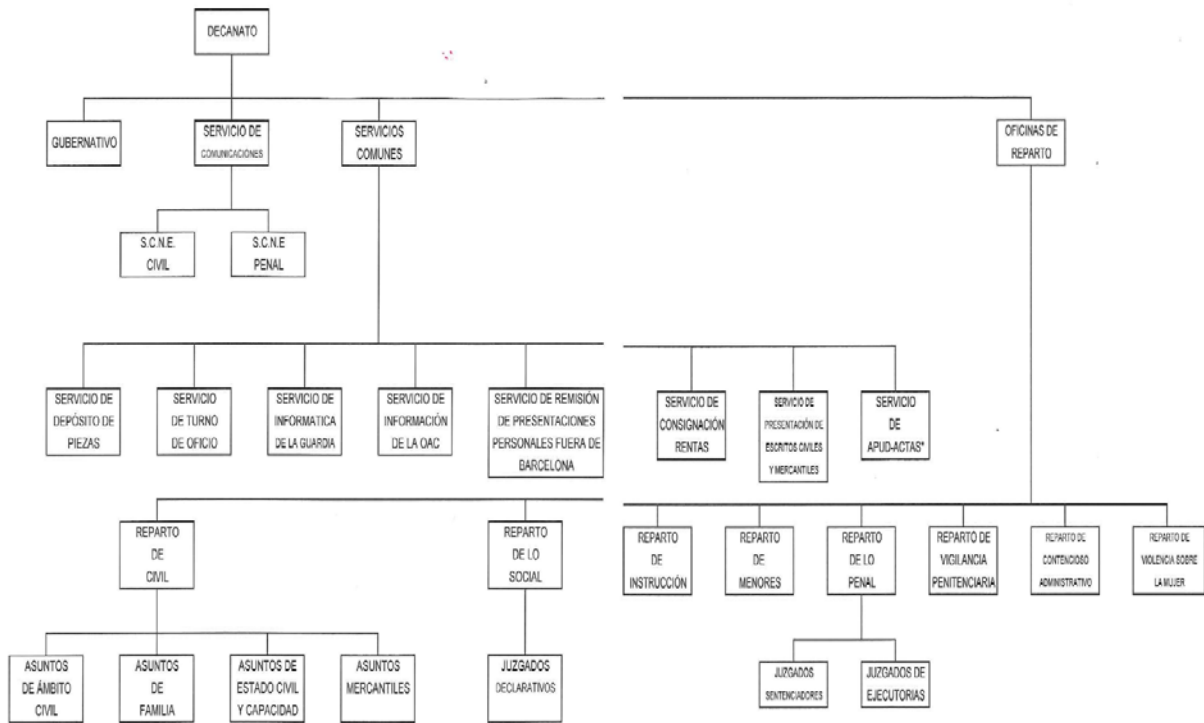 DECANATO
GUBERNATIVO
SERVICIO DE
COMUNICACIONES
SERVICIOS
COMUNES
OFICINAS DE
REPARTO
S.C.N.E.
CIVIL
S.C.N.E
PENAL
SERVICIO DE
DEPÓSITO DE
PIEZAS
SERVICIO
DE TURNO
DE OFICIO
SERVICIO DE
INFORMATICA
DE LA GUARDIA
SERVICIO DE
INFORMACIÓN
DE LA OAC
SERVICIO DE REMISIÓN
DE PRESENTACIONES
PERSONALES FUERA DE
BARCELONA
SERVICIO DE
CONSIGNACIÓN
RENTAS
SERVICIO DE
PRESENTACIÓN DE
ESCRITOS CIVILES
Y MERCANTILES
SERVICIO
DE
APUD-ACTAS*
REPARTO
DE
CIVIL
REPARTO
DE LO
SOCIAL
REPARTO
DE
INSTRUCCIÓN
REPARTO
DE
MENORES
REPARTO
DE LO
PENAL
REPARTO DE
VIGILANCIA
PENITENCIARIA
REPARTO DE
CONTENCIOSO
ADMINISTRATIVO
REPARTO DE
VIOLENCIA SOBRE
LA MUJER
ASUNTOS
DE ÁMBITO
CIVIL
ASUNTOS
DE
FAMILIA
ASUNTOS DE
ESTADO CIVIL
Y CAPACIDAD
ASUNTOS
MERCANTILES
JUZGADOS
DECLARATIVOS
JUZGADOS
SENTENCIADORES
JUZGADOS DE
EJECUTORIAS